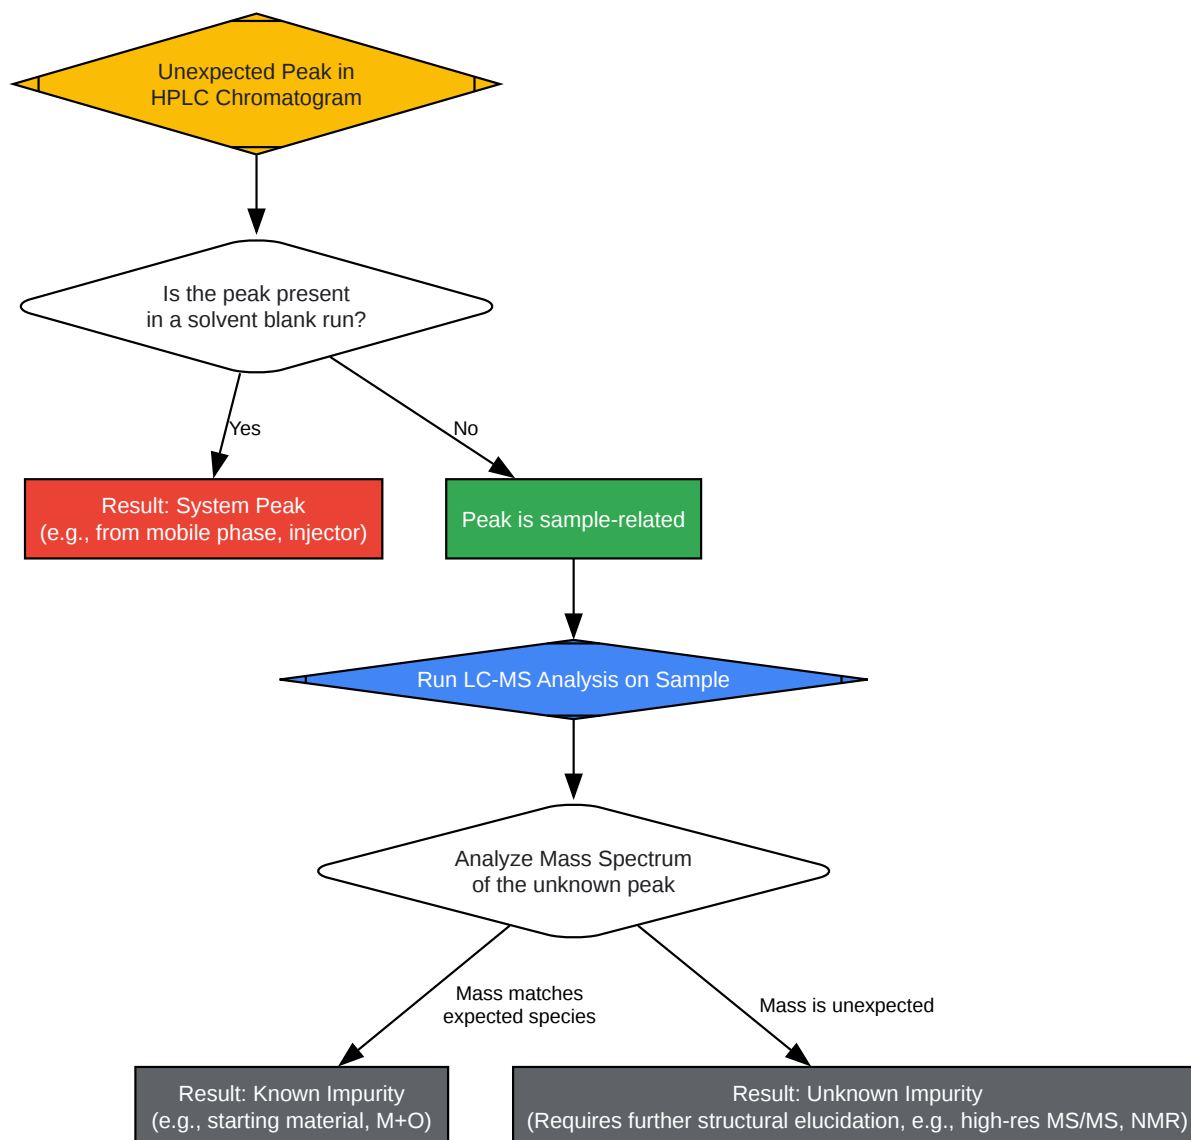 Unexpected Peak in
HPLC Chromatogram
Is the peak present
in a solvent blank run?
Yes
No
Result: System Peak
(e.g., from mobile phase, injector)
Peak is sample-related
Run LC-MS Analysis on Sample
Analyze Mass Spectrum
of the unknown peak
Mass matches
expected species
Mass is unexpected
Result: Known Impurity
(e.g., starting material, M+O)
Result: Unknown Impurity
(Requires further structural elucidation, e.g., high-res MS/MS, NMR)